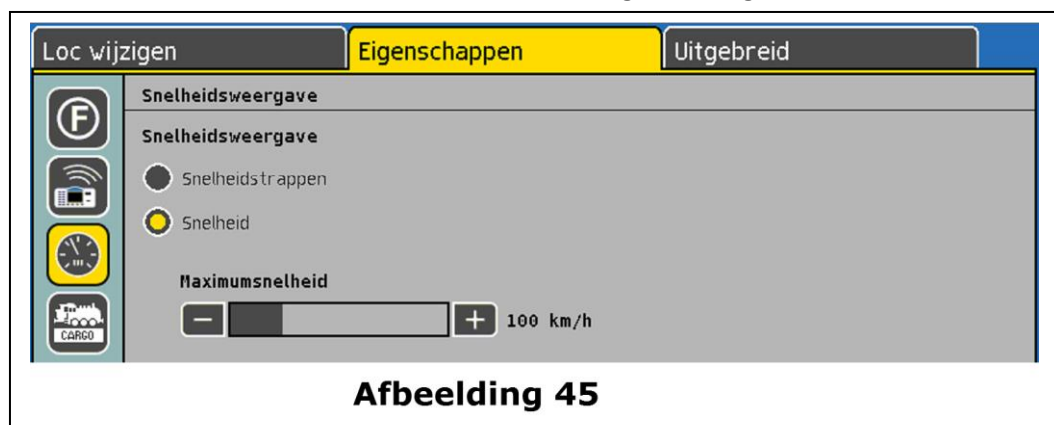 Loc wijzigen
Eigenschappen
Uitgebreid
Snelheidsweergave
F
Snelheidsweergave
Snelheidstrappen
Snelheid
Maximumsnelheid
− + 100 km/h
CARGO
Afbeelding 45